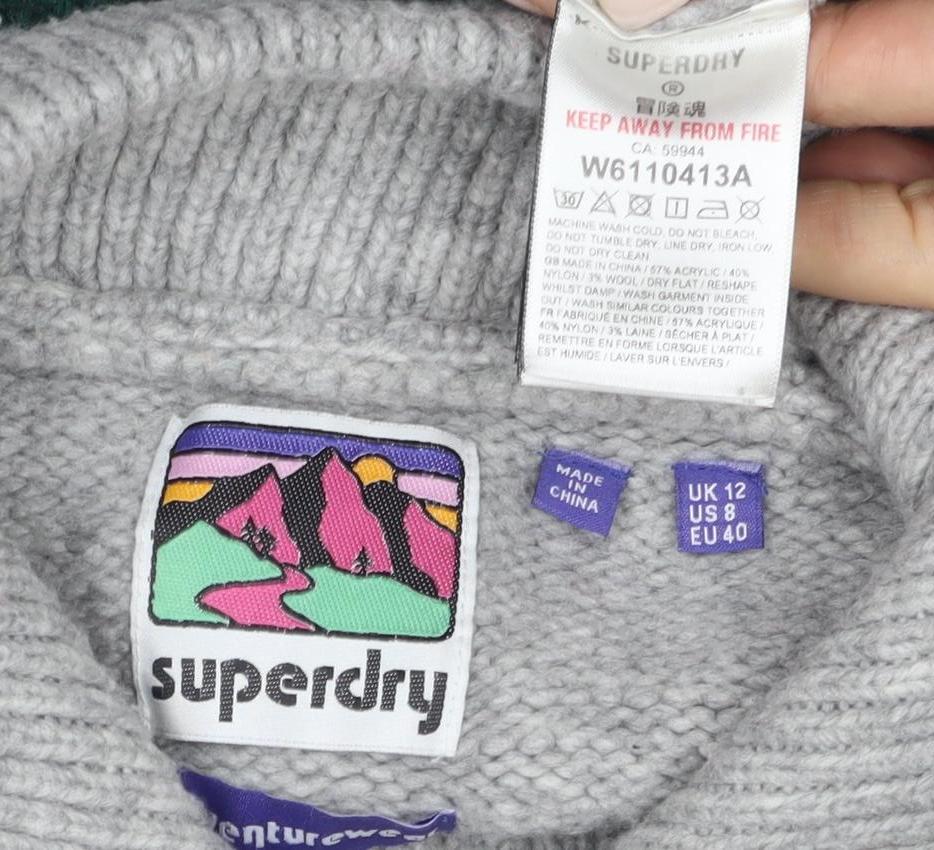 SUPERDRY
®
冒険魂
KEEP AWAY FROM FIRE
CA: 59944
W6110413A
30
MACHINE WASH COLD, DO NOT BLEACH,
DO NOT TUMBLE DRY, LINE DRY, IRON LOW
DO NOT DRY CLEAN
GB MADE IN CHINA / 57% ACRYLIC / 40%
NYLON / 3% WOOL / DRY FLAT / RESHAPE
WHILST DAMP / WASH GARMENT INSIDE
OUT / WASH SIMILAR COLOURS TOGETHER
FR FABRIQUÉ EN CHINE / 57% ACRYLIQUE /
40% NYLON / 3% LAINE / SÉCHER À PLAT /
REMETTRE EN FORME LORSQUE L'ARTICLE
EST HUMIDE / LAVER SUR L'ENVERS /
MADE
IN
CHINA
UK 12
US 8
EU 40
superdry